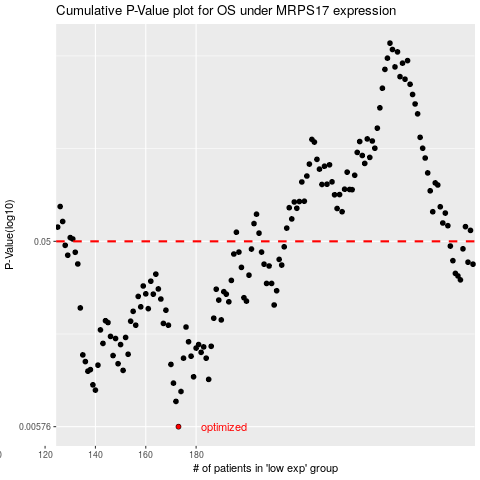 Cumulative P-Value plot for OS under MRPS17 expression
P-Value(log10)
0.05
0.00576
optimized
0 120 140 160 180
# of patients in 'low exp' group